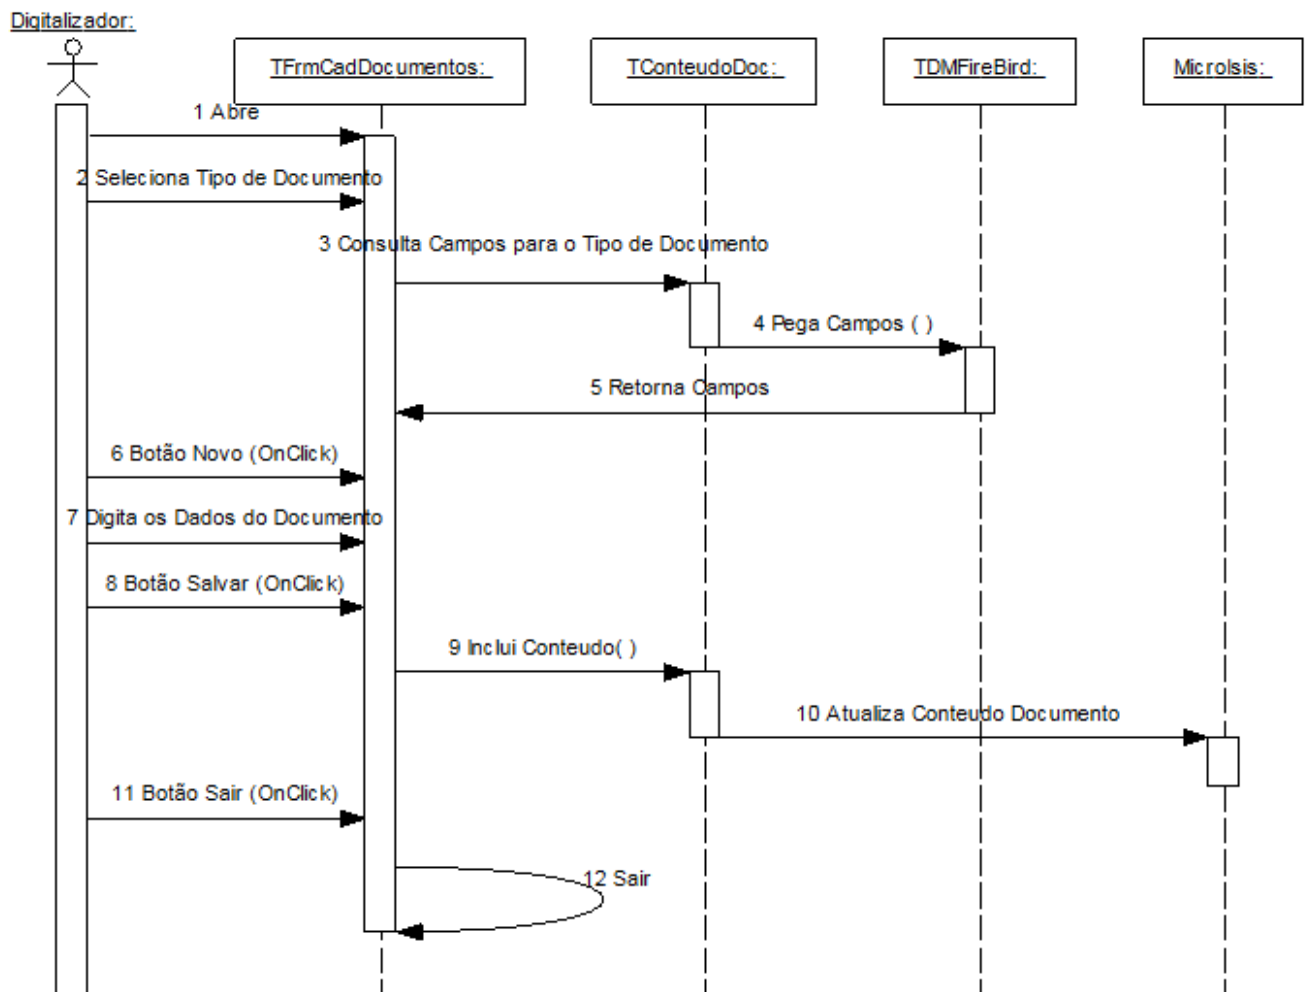 Digitalizador:
TFrmCadDocumentos:
TConteudoDoc:
TDMFireBird:
MicroIsis:
1 Abre
2 Seleciona Tipo de Documento
3 Consulta Campos para o Tipo de Documento
4 Pega Campos ( )
5 Retorna Campos
6 Botão Novo (OnClick)
7 Digita os Dados do Documento
8 Botão Salvar (OnClick)
9 Inclui Conteudo( )
10 Atualiza Conteudo Documento
11 Botão Sair (OnClick)
12 Sair